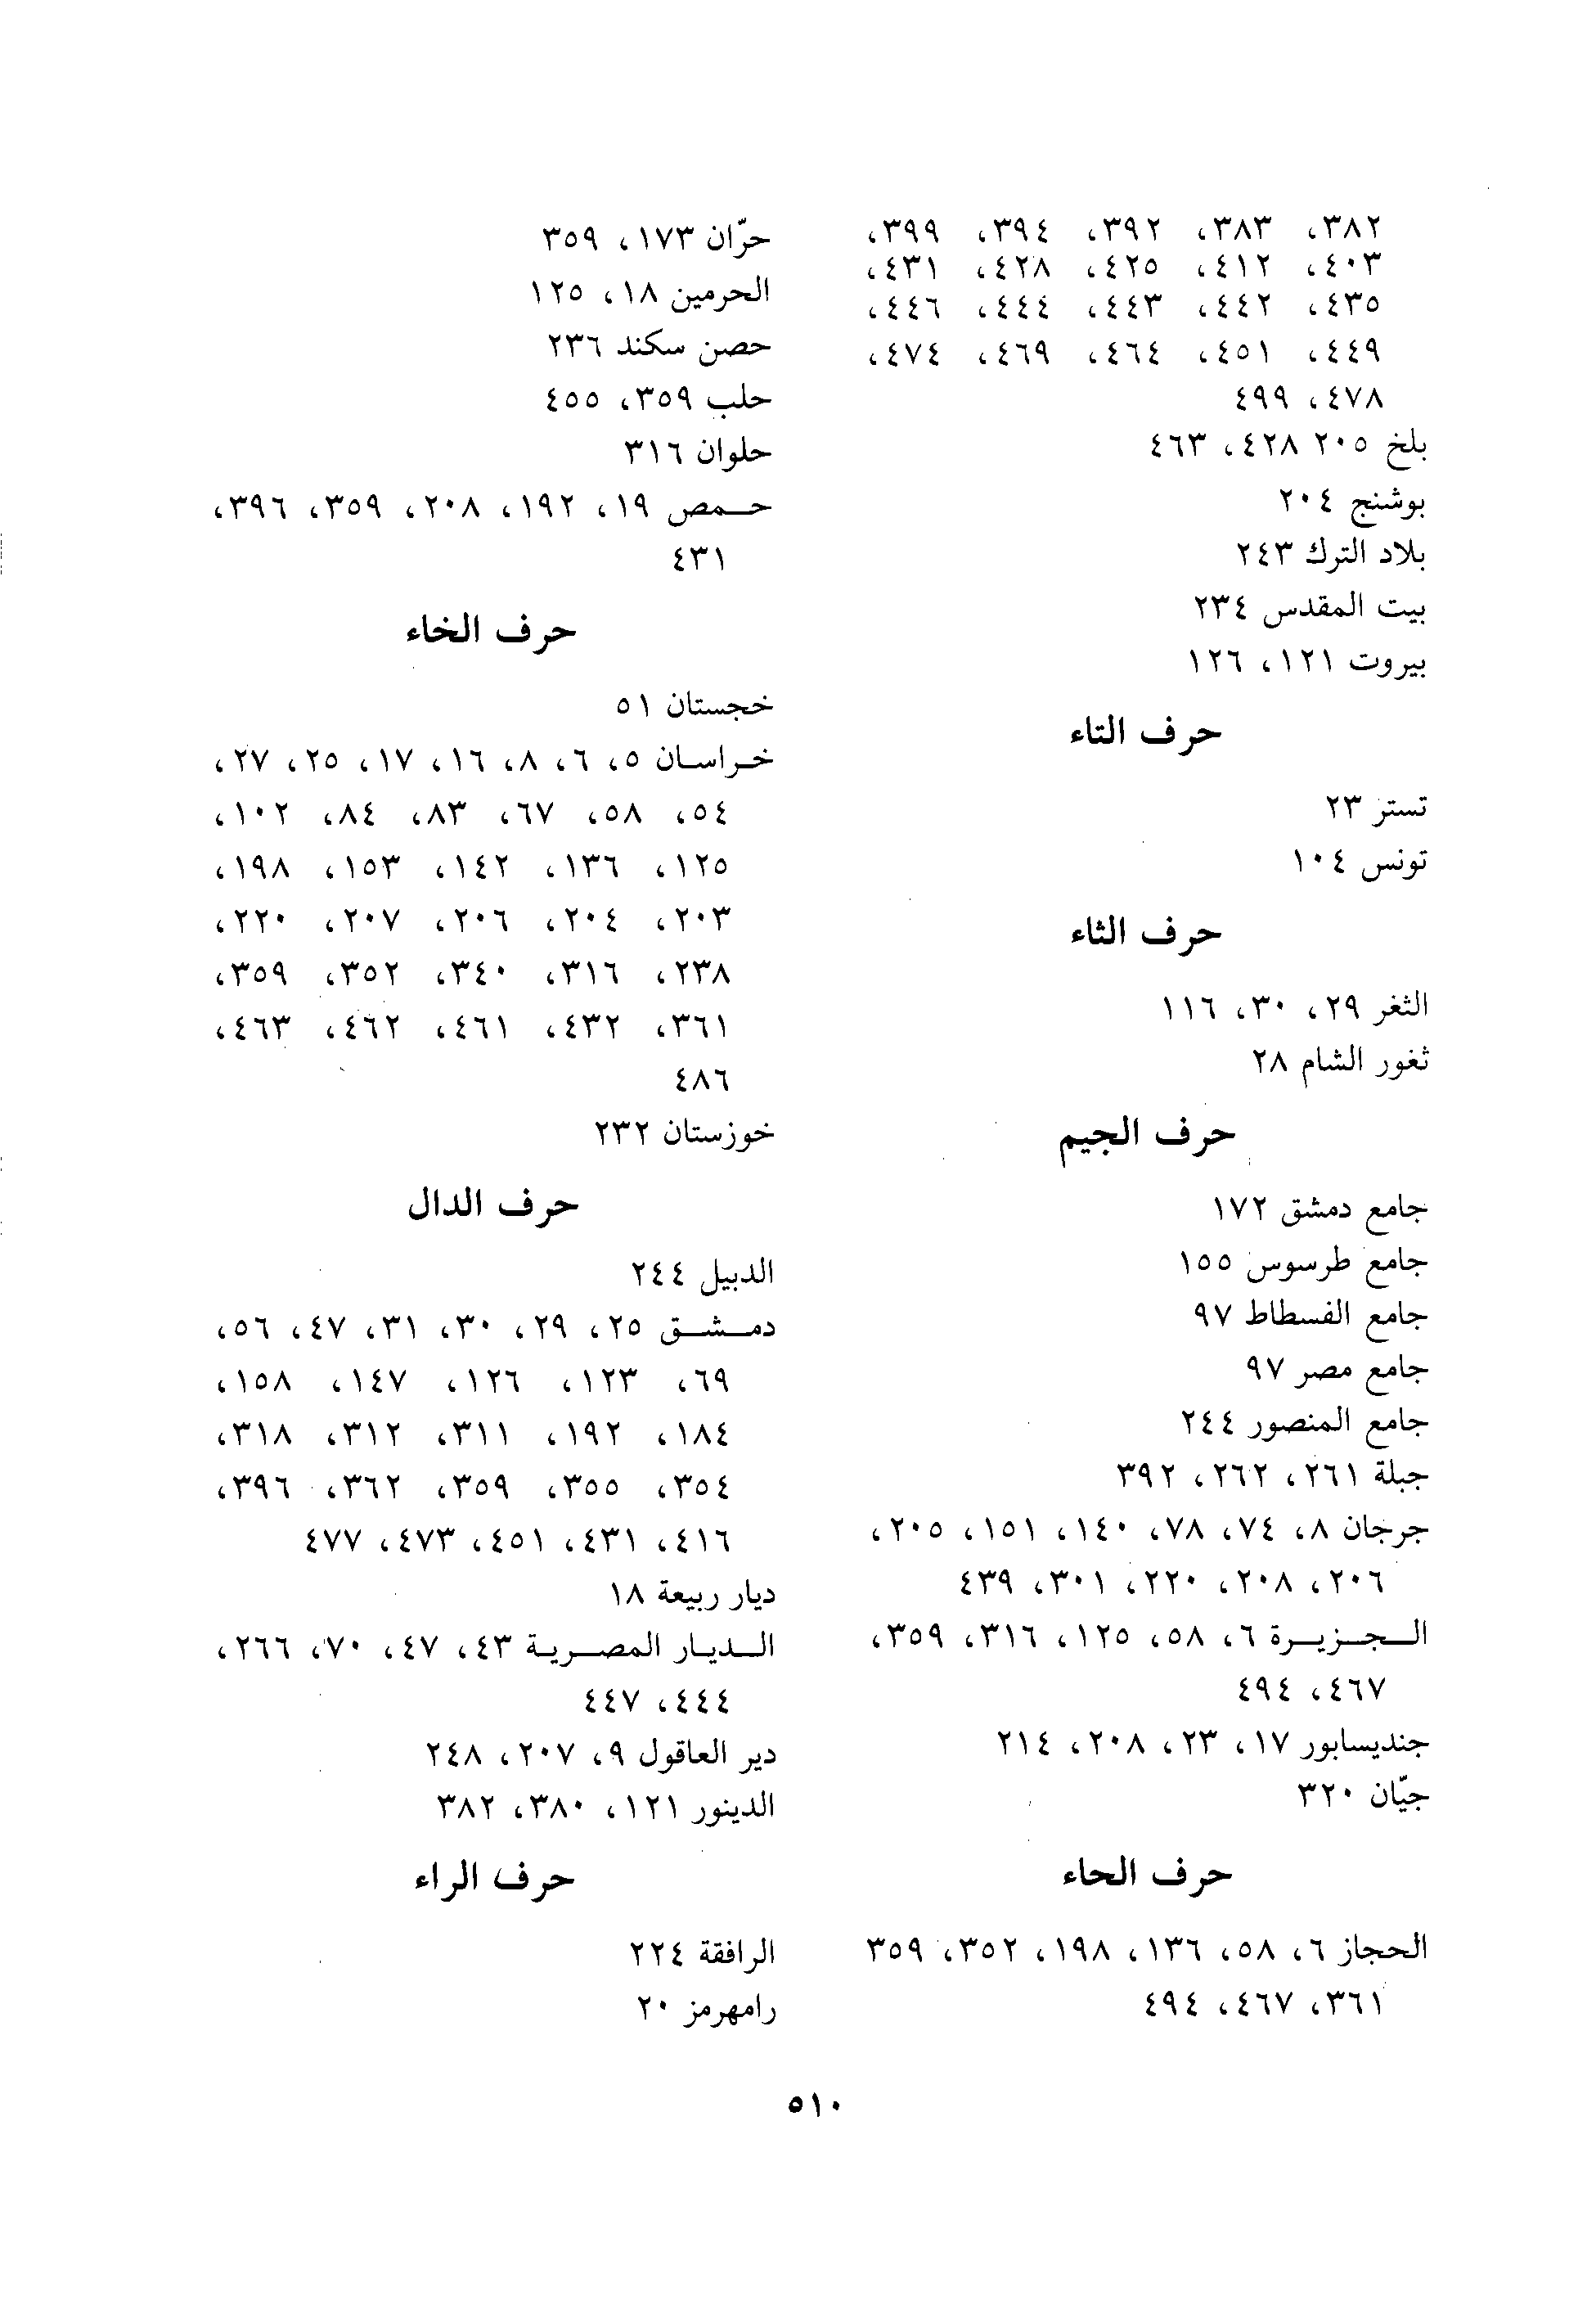 ٣٨٢، ٣٨٣، ٣٩٢، ٣٩٤، ٣٩٩،
٤٠٣، ٤١٢، ٤٢٥، ٤٢٨، ٤٣١،
٤٣٥، ٤٤٢، ٤٤٣، ٤٤٤، ٤٤٦،
٤٤٩، ٤٥١، ٤٦٤، ٤٦٩، ٤٧٤،
٤٧٨، ٤٩٩
بلخ ٢٠٥ ٤٢٨، ٤٦٣
بوشنج ٢٠٤
بلاد الترك ٢٤٣
بيت المقدس ٢٣٤
بيروت ١٢١، ١٢٦
حرف التاء
تستر ٢٣
تونس ١٠٤
حرف الثاء
الثغر ٢٩، ٣٠، ١١٦
ثغور الشام ٢٨
حرف الجيم
جامع دمشق ١٧٢
جامع طرسوس ١٥٥
جامع الفسطاط ٩٧
جامع مصر ٩٧
جامع المنصور ٢٤٤
جبلة ٢٦١، ٢٦٢، ٣٩٢
جرجان ٨، ٧٤، ٧٨، ١٤٠، ١٥١، ٢٠٥،
٢٠٦، ٢٠٨، ٢٢٠، ٣٠١، ٤٣٩
الـجـزيـرة ٦، ٥٨، ١٢٥، ٣١٦، ٣٥٩،
٤٦٧، ٤٩٤
جنديسابور ١٧، ٢٣، ٢٠٨، ٢١٤
جيّان ٣٢٠
حرف الحاء
الحجاز ٦، ٥٨، ١٣٦، ١٩٨، ٣٥٢، ٣٥٩
٣٦١، ٤٦٧، ٤٩٤
حرّان ١٧٣، ٣٥٩
الحرمين ١٨، ١٢٥
حصن سكند ٢٣٦
حلب ٣٥٩، ٤٥٥
حلوان ٣١٦
حـمص ١٩، ١٩٢، ٢٠٨، ٣٥٩، ٣٩٦،
٤٣١
حرف الخاء
خجستان ٥١
خـراسـان ٥، ٦، ٨، ١٦، ١٧، ٢٥، ٢٧،
٥٤، ٥٨، ٦٧، ٨٣، ٨٤، ١٠٢،
١٢٥، ١٣٦، ١٤٢، ١٥٣، ١٩٨،
٢٠٣، ٢٠٤، ٢٠٦، ٢٠٧، ٢٢٠،
٢٣٨، ٣١٦، ٣٤٠، ٣٥٢، ٣٥٩،
٣٦١، ٤٣٢، ٤٦١، ٤٦٢، ٤٦٣،
٤٨٦
خوزستان ٢٣٢
حرف الدال
الدبيل ٢٤٤
دمـشـق ٢٥، ٢٩، ٣٠، ٣١، ٤٧، ٥٦،
٦٩، ١٢٣، ١٢٦، ١٤٧، ١٥٨،
١٨٤، ١٩٢، ٣١١، ٣١٢، ٣١٨،
٣٥٤، ٣٥٥، ٣٥٩، ٣٦٢، ٣٩٦،
٤١٦، ٤٣١، ٤٥١، ٤٧٣، ٤٧٧
ديار ربيعة ١٨
الـديـار المصـريـة ٤٣، ٤٧، ٧٠، ٢٦٦،
٤٤٤، ٤٤٧
دير العاقول ٩، ٢٠٧، ٢٤٨
الدينور ١٢١، ٣٨٠، ٣٨٢
حرف الراء
الرافقة ٢٢٤
رامهرمز ٢٠
٥١٠